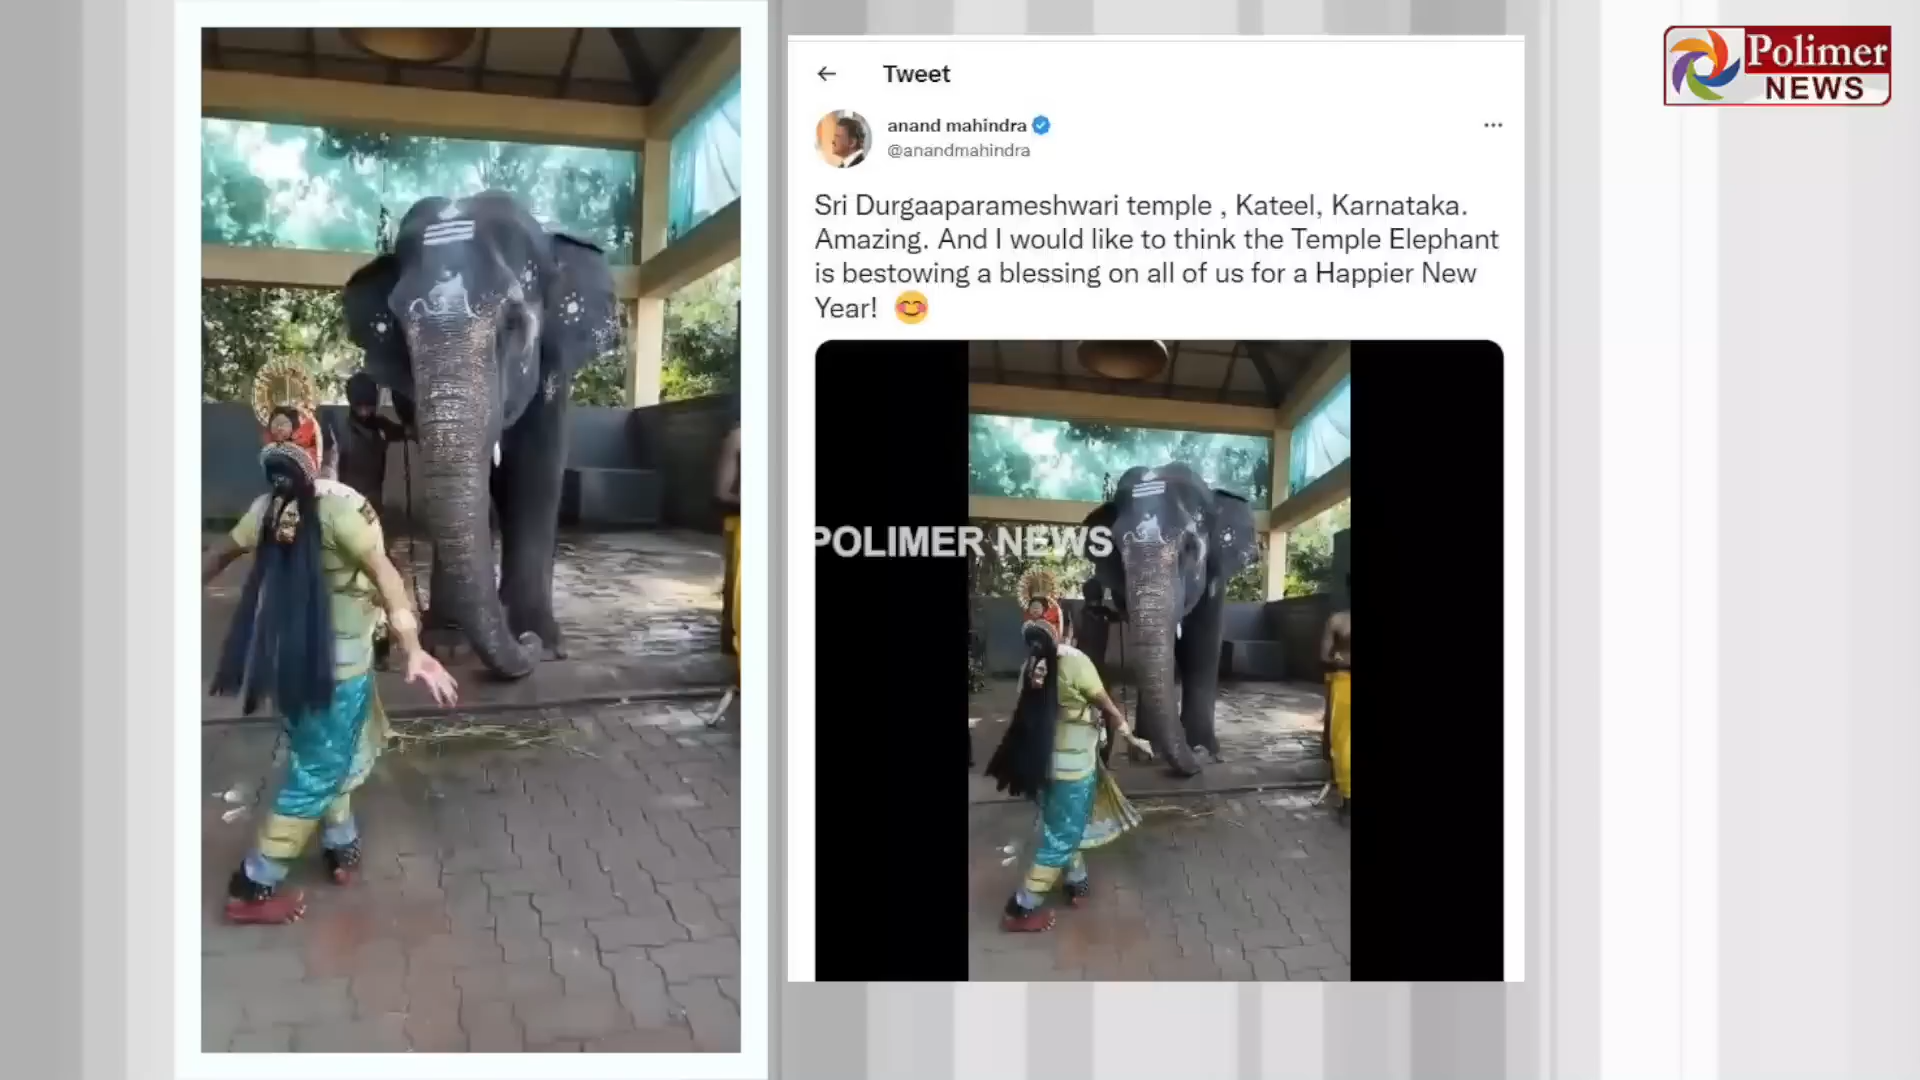 Polimer
NEWS
Tweet
anand mahindra
@anandmahindra
Sri Durgaaparameshwari temple , Kateel, Karnataka.
Amazing. And I would like to think the Temple Elephant
is bestowing a blessing on all of us for a Happier New
Year! 😊
POLIMER NEWS